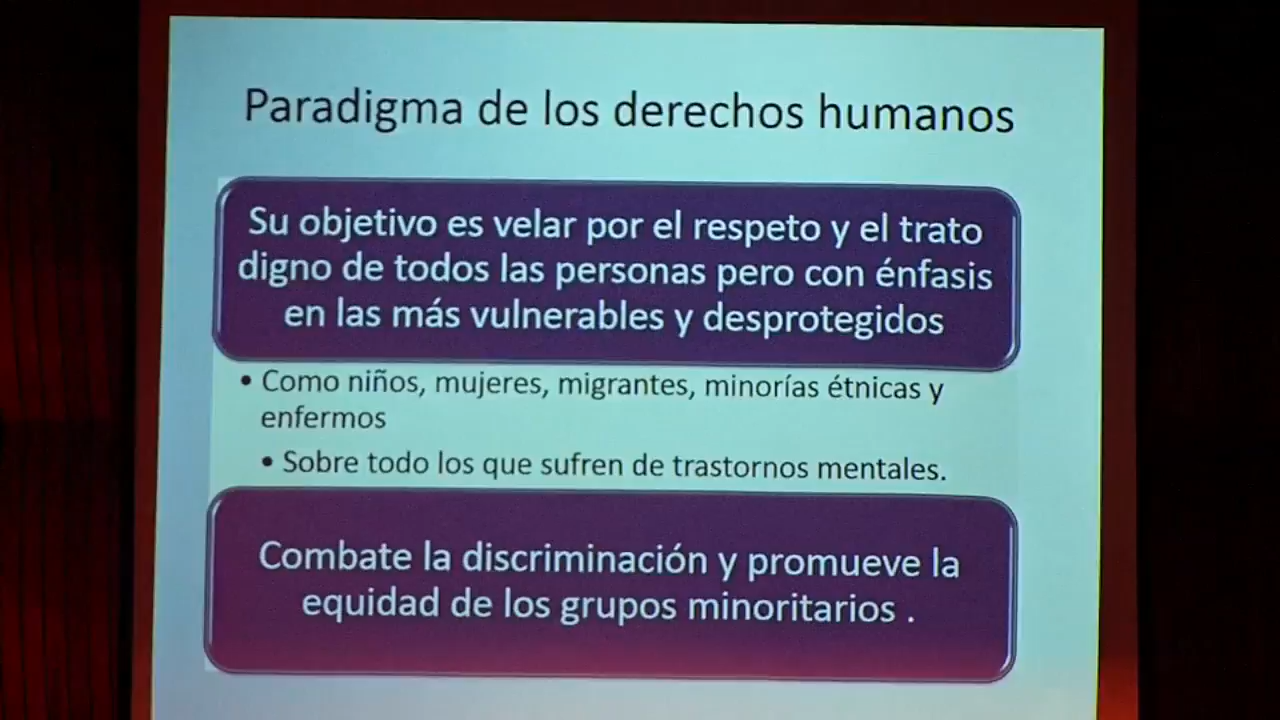 Paradigma de los derechos humanos
Su objetivo es velar por el respeto y el trato
digno de todos las personas pero con énfasis
en las más vulnerables y desprotegidos
• Como niños, mujeres, migrantes, minorías étnicas y
enfermos
• Sobre todo los que sufren de trastornos mentales.
Combate la discriminación y promueve la
equidad de los grupos minoritarios .